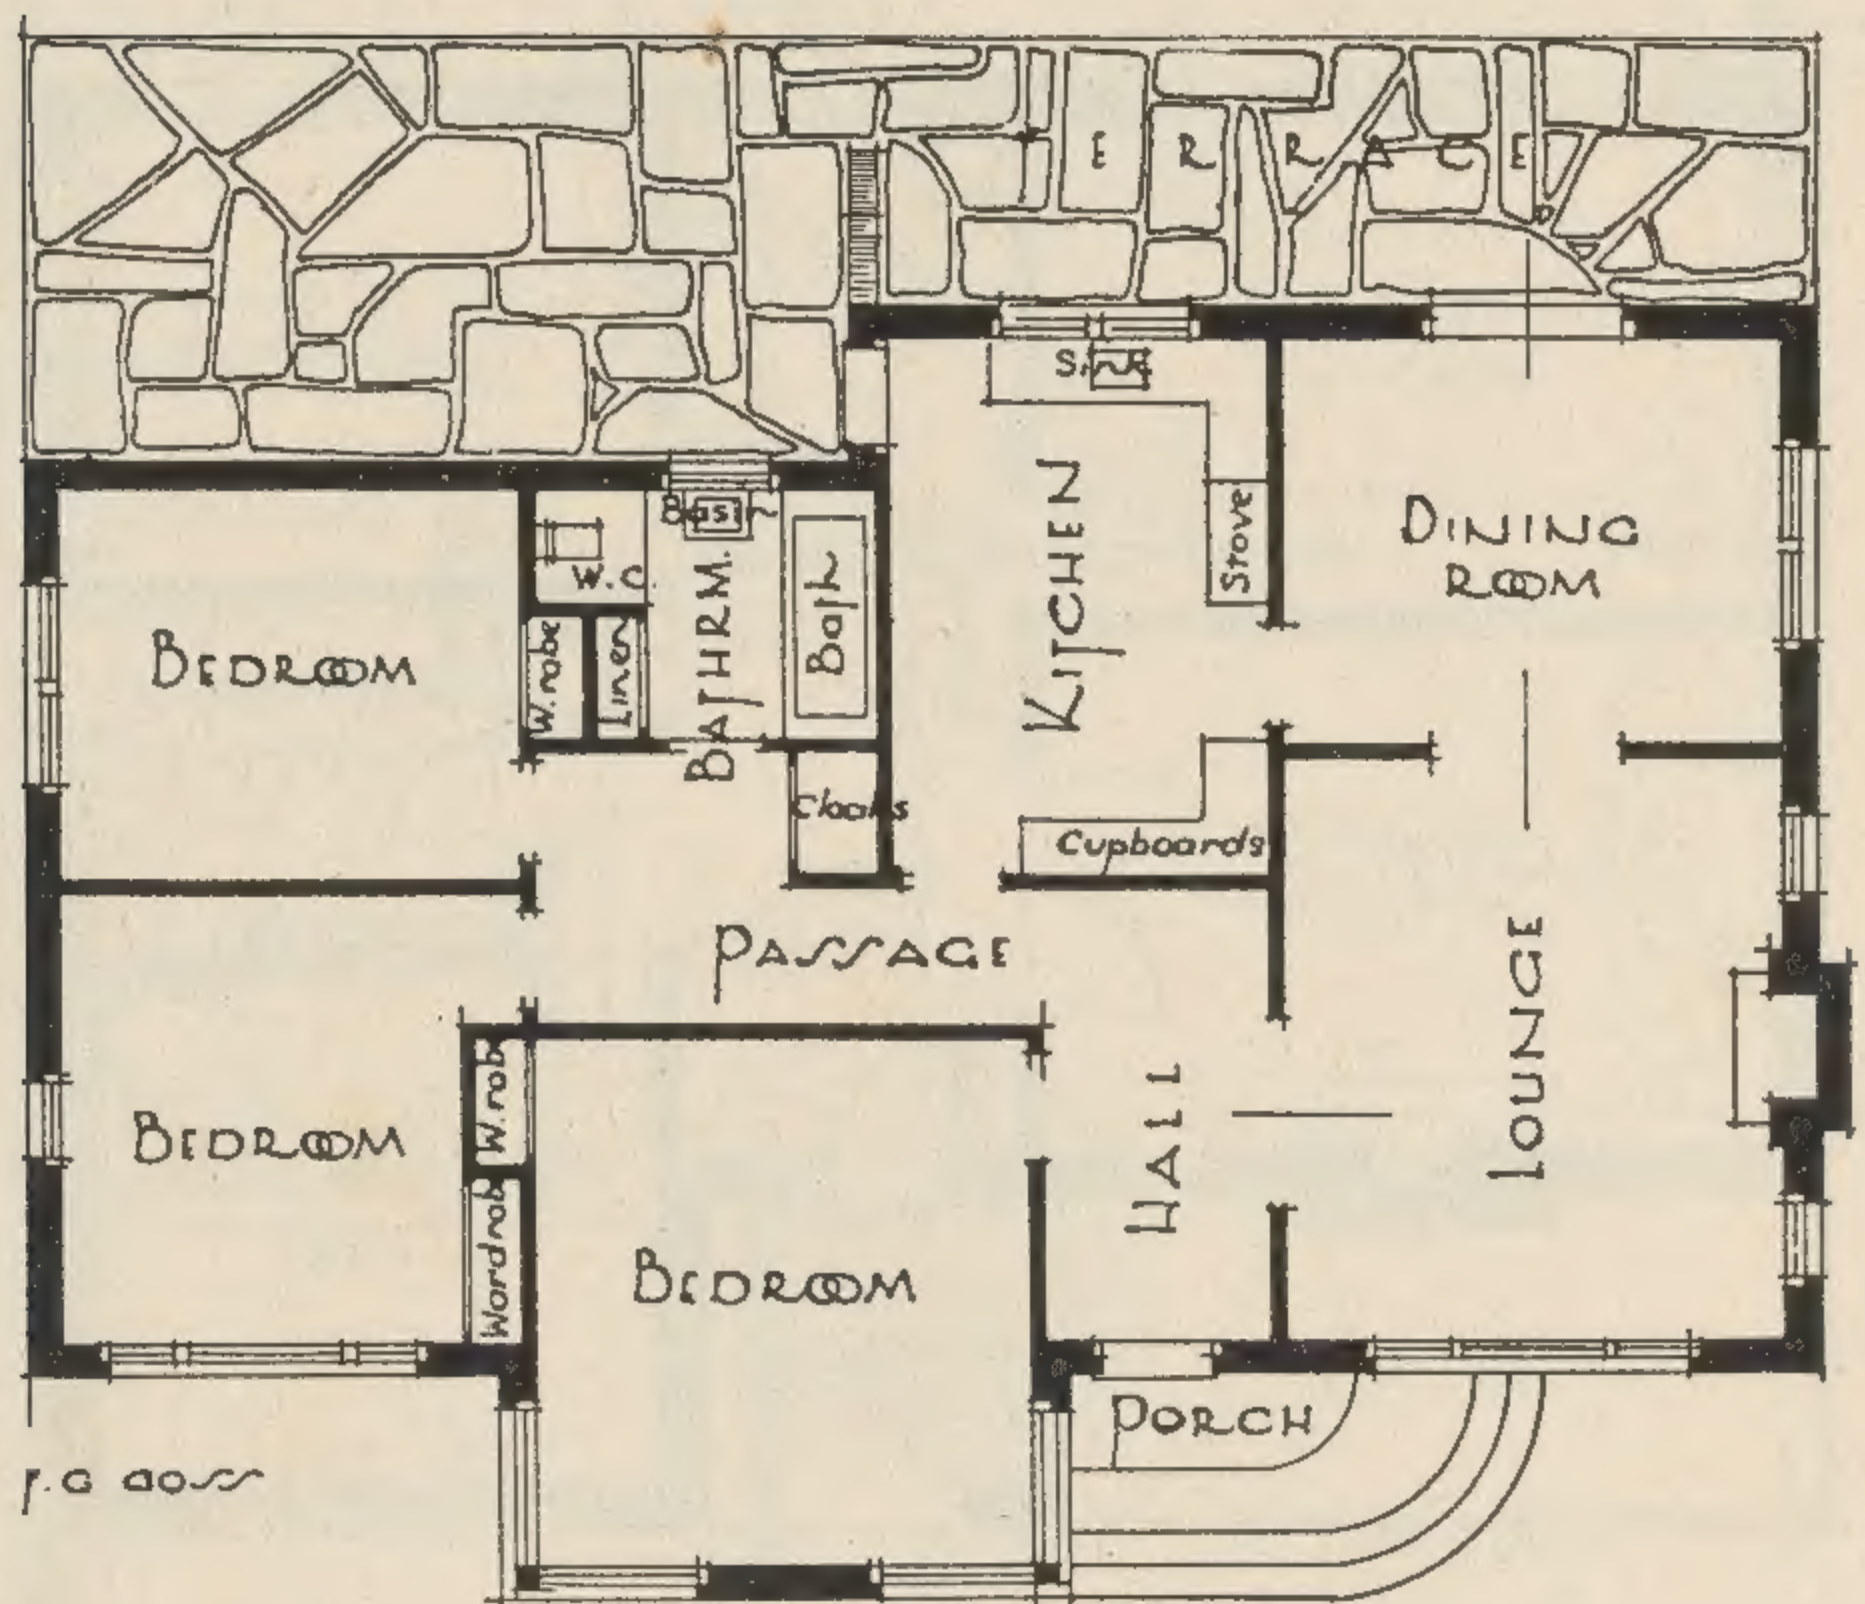 TERRACE
Sink
Stove
KITCHEN
DINING
ROOM
Basin
W.C.
BATHRM.
Bath
W.robe
Linen
BEDROOM
Cloaks
Cupboards
PASSAGE
LOUNGE
HALL
W.rob
BEDROOM
Wardrob
BEDROOM
PORCH